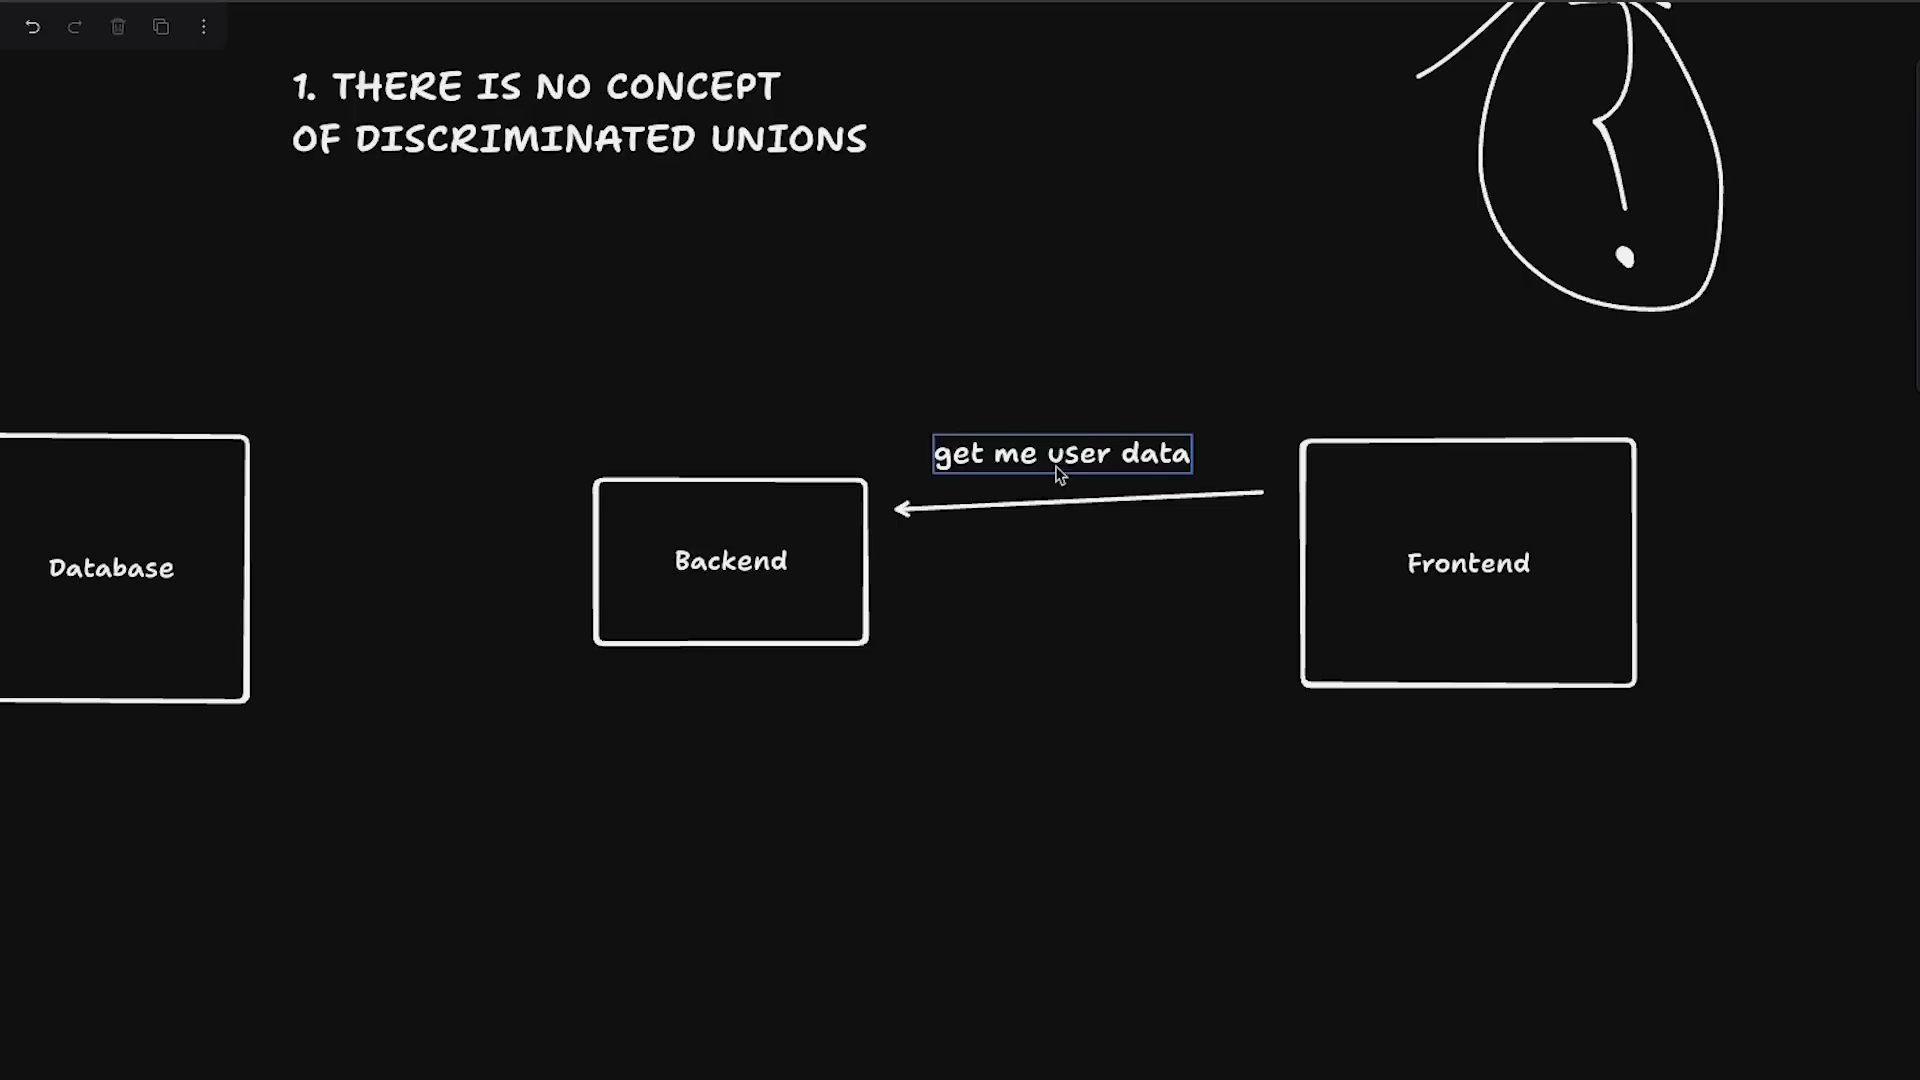 1. THERE IS NO CONCEPT
OF DISCRIMINATED UNIONS
get me user data
Database
Backend
Frontend